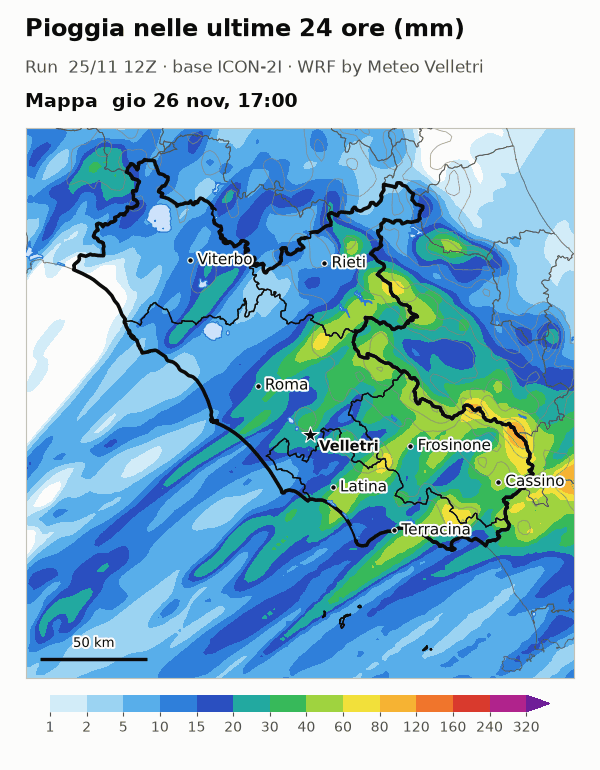 Pioggia nelle ultime 24 ore (mm)
Run 25/11 12Z · base ICON-2I · WRF by Meteo Velletri
Mappa gio 26 nov, 17:00
Viterbo
Rieti
Roma
Velletri
Frosinone
Latina
Cassino
Terracina
50 km
1 2 5 10 15 20 30 40 60 80 120 160 240 320